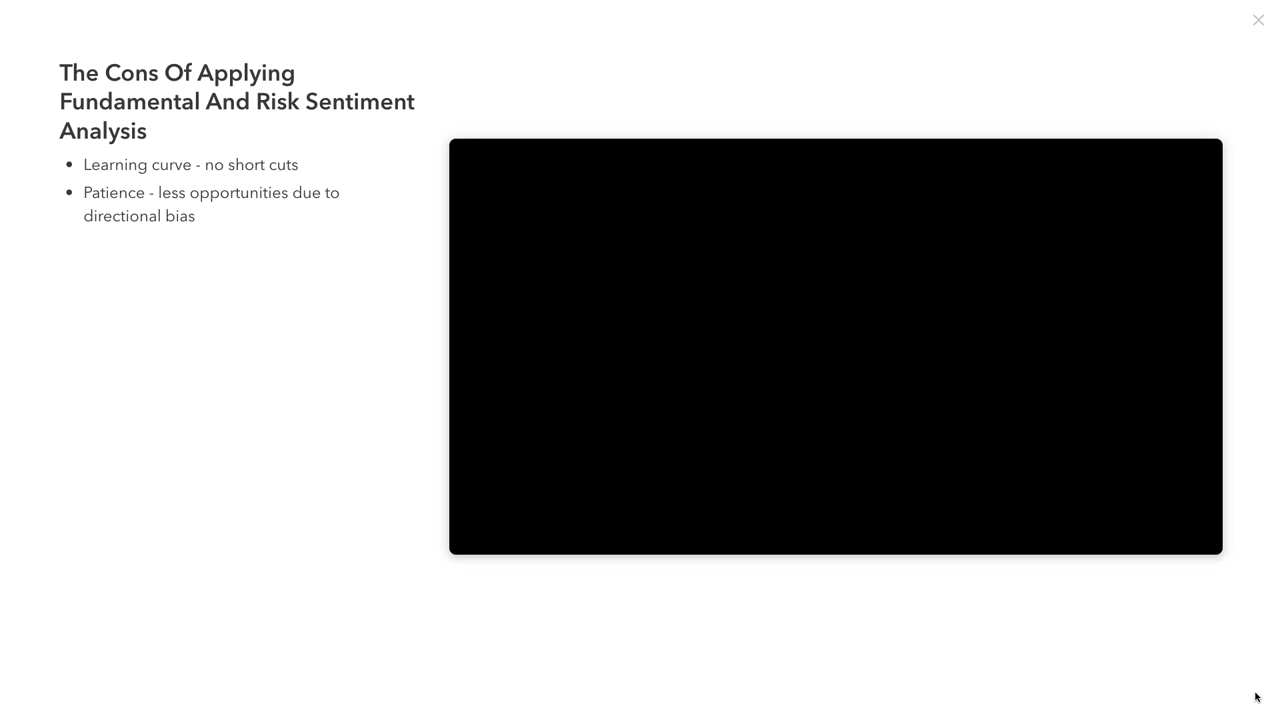 The Cons Of Applying
Fundamental And Risk Sentiment
Analysis
• Learning curve - no short cuts
• Patience - less opportunities due to
directional bias